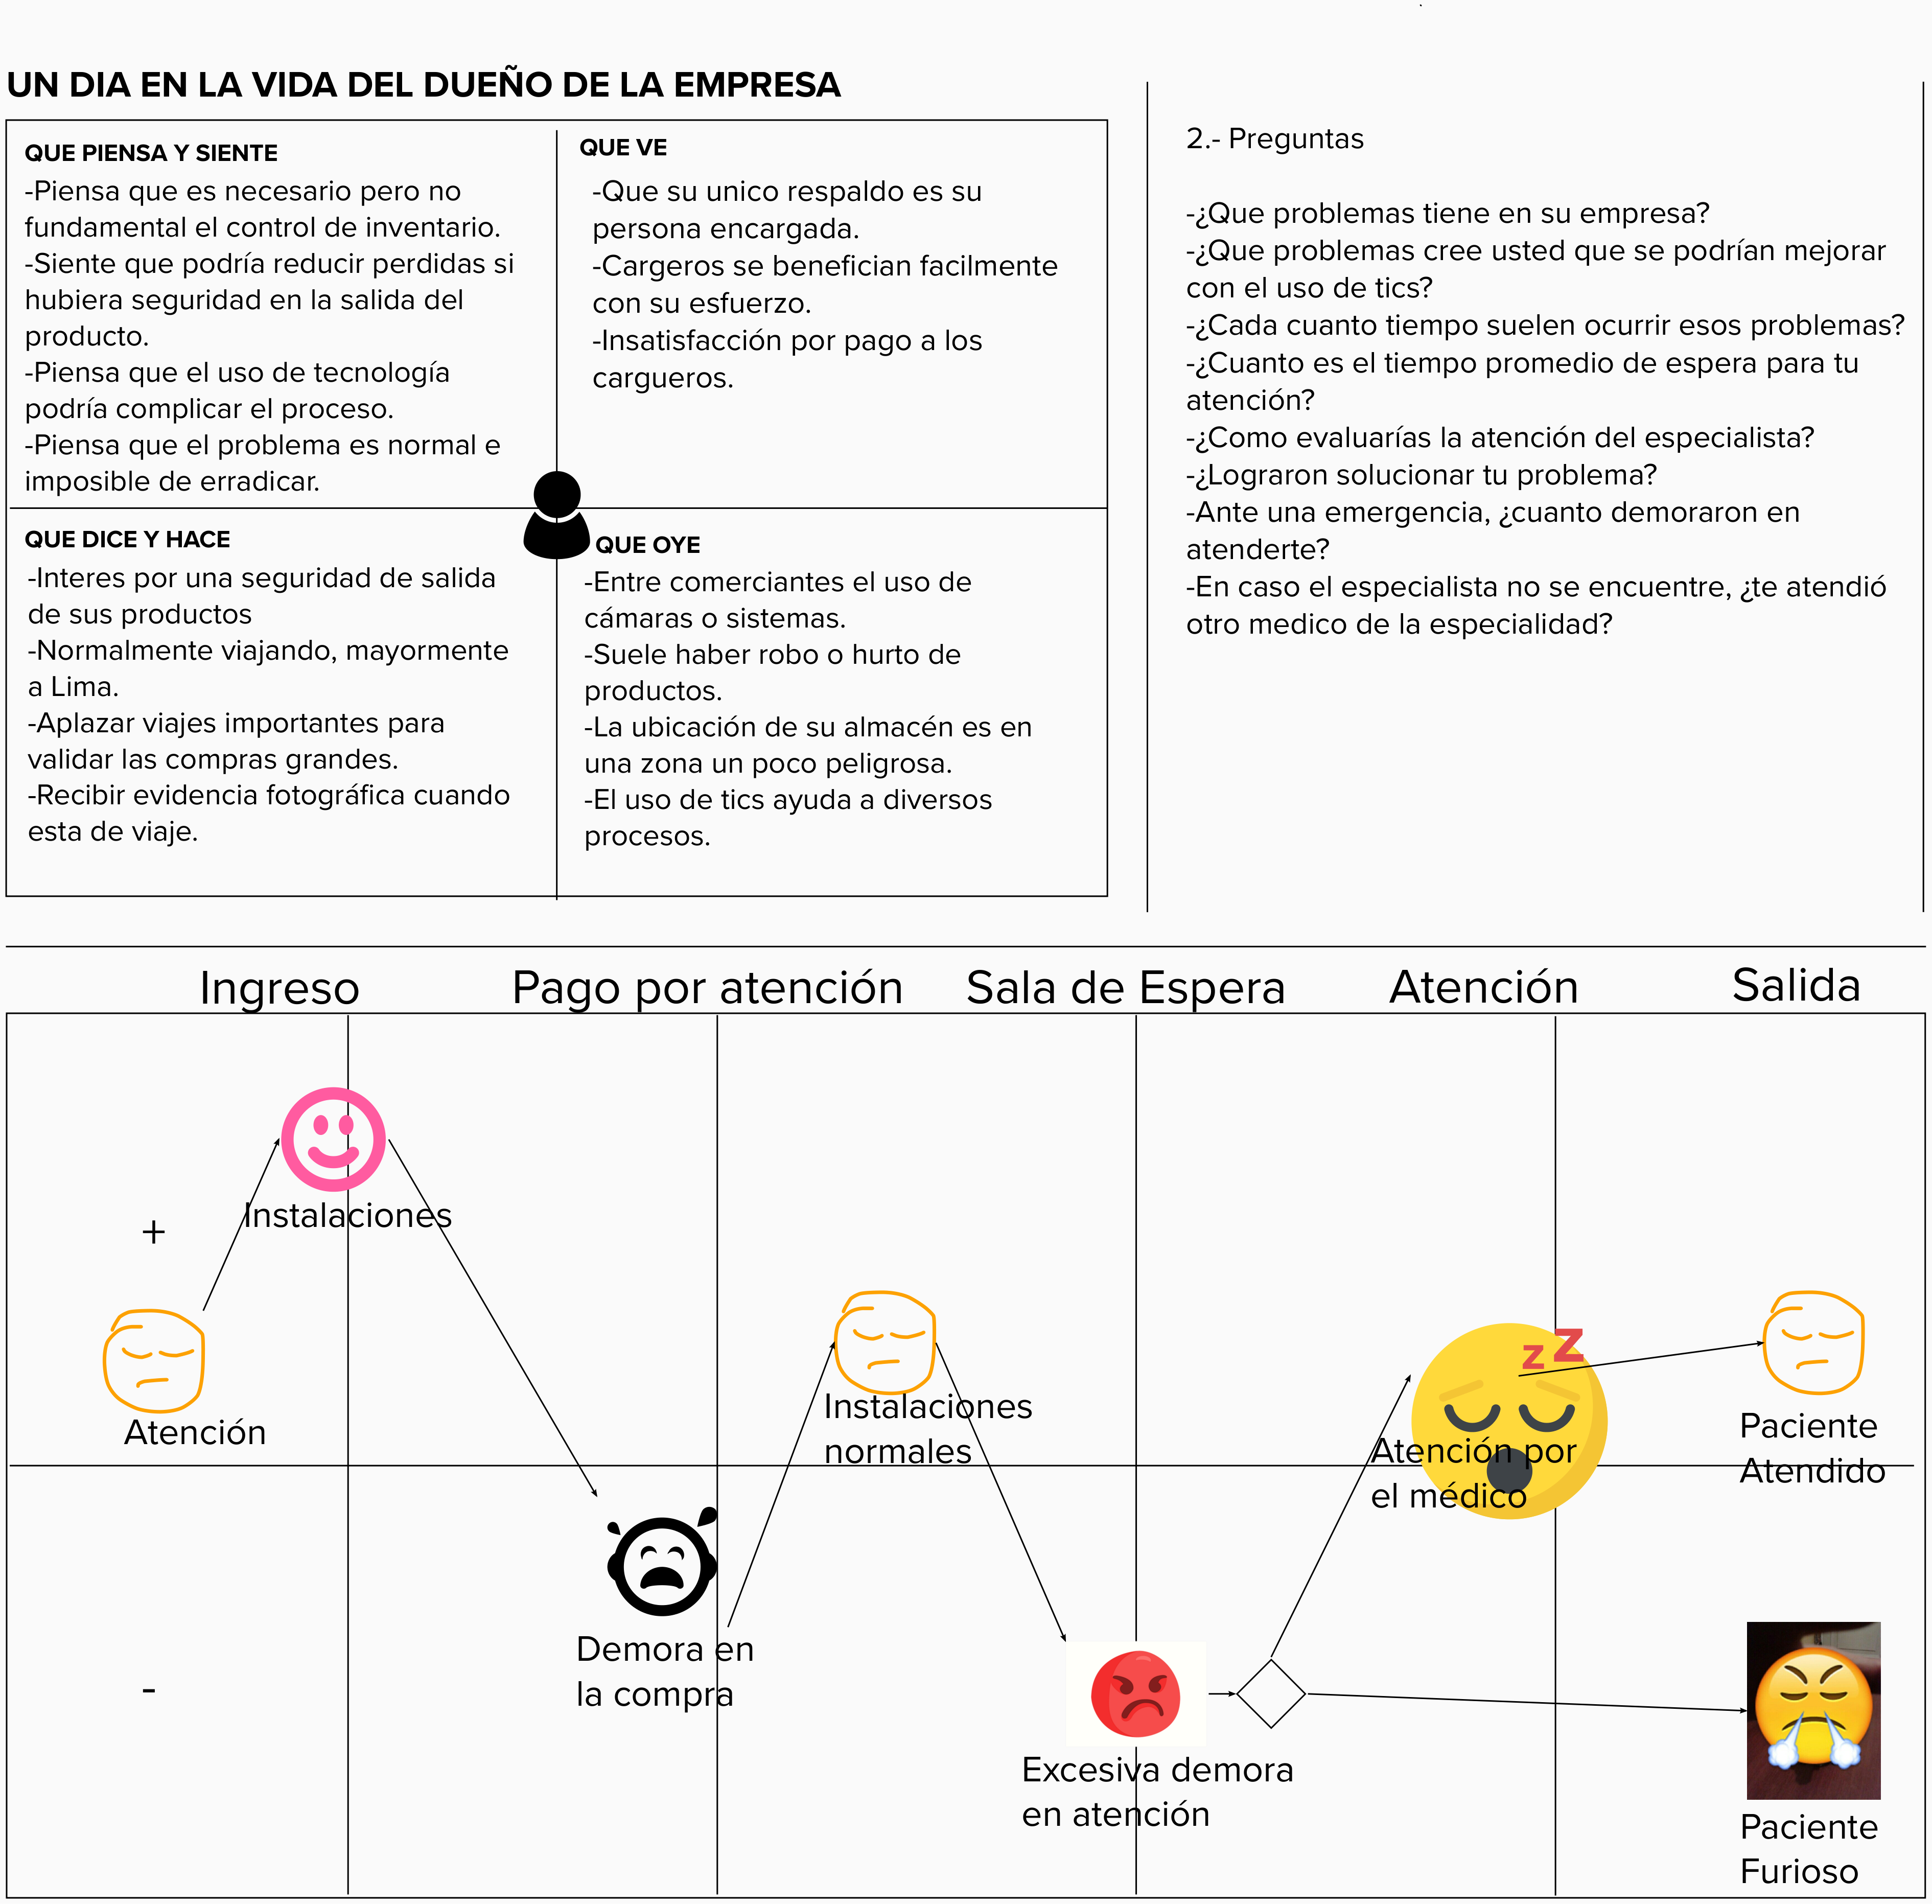 UN DIA EN LA VIDA DEL DUEÑO DE LA EMPRESA
QUE PIENSA Y SIENTE
-Piensa que es necesario pero no
fundamental el control de inventario.
-Siente que podría reducir perdidas si
hubiera seguridad en la salida del
producto.
-Piensa que el uso de tecnología
podría complicar el proceso.
-Piensa que el problema es normal e
imposible de erradicar.
QUE VE
-Que su unico respaldo es su
persona encargada.
-Cargeros se benefician facilmente
con su esfuerzo.
-Insatisfacción por pago a los
cargueros.
QUE DICE Y HACE
-Interes por una seguridad de salida
de sus productos
-Normalmente viajando, mayormente
a Lima.
-Aplazar viajes importantes para
validar las compras grandes.
-Recibir evidencia fotográfica cuando
esta de viaje.
QUE OYE
-Entre comerciantes el uso de
cámaras o sistemas.
-Suele haber robo o hurto de
productos.
-La ubicación de su almacén es en
una zona un poco peligrosa.
-El uso de tics ayuda a diversos
procesos.
2.- Preguntas
-¿Que problemas tiene en su empresa?
-¿Que problemas cree usted que se podrían mejorar
con el uso de tics?
-¿Cada cuanto tiempo suelen ocurrir esos problemas?
-¿Cuanto es el tiempo promedio de espera para tu
atención?
-¿Como evaluarías la atención del especialista?
-¿Lograron solucionar tu problema?
-Ante una emergencia, ¿cuanto demoraron en
atenderte?
-En caso el especialista no se encuentre, ¿te atendió
otro medico de la especialidad?
Ingreso
Pago por atención
Sala de Espera
Atención
Salida
+
Instalaciones
Atención
Instalaciones
normales
zZ
Atención por
el médico
Paciente
Atendido
Demora en
la compra
-
Excesiva demora
en atención
Paciente
Furioso